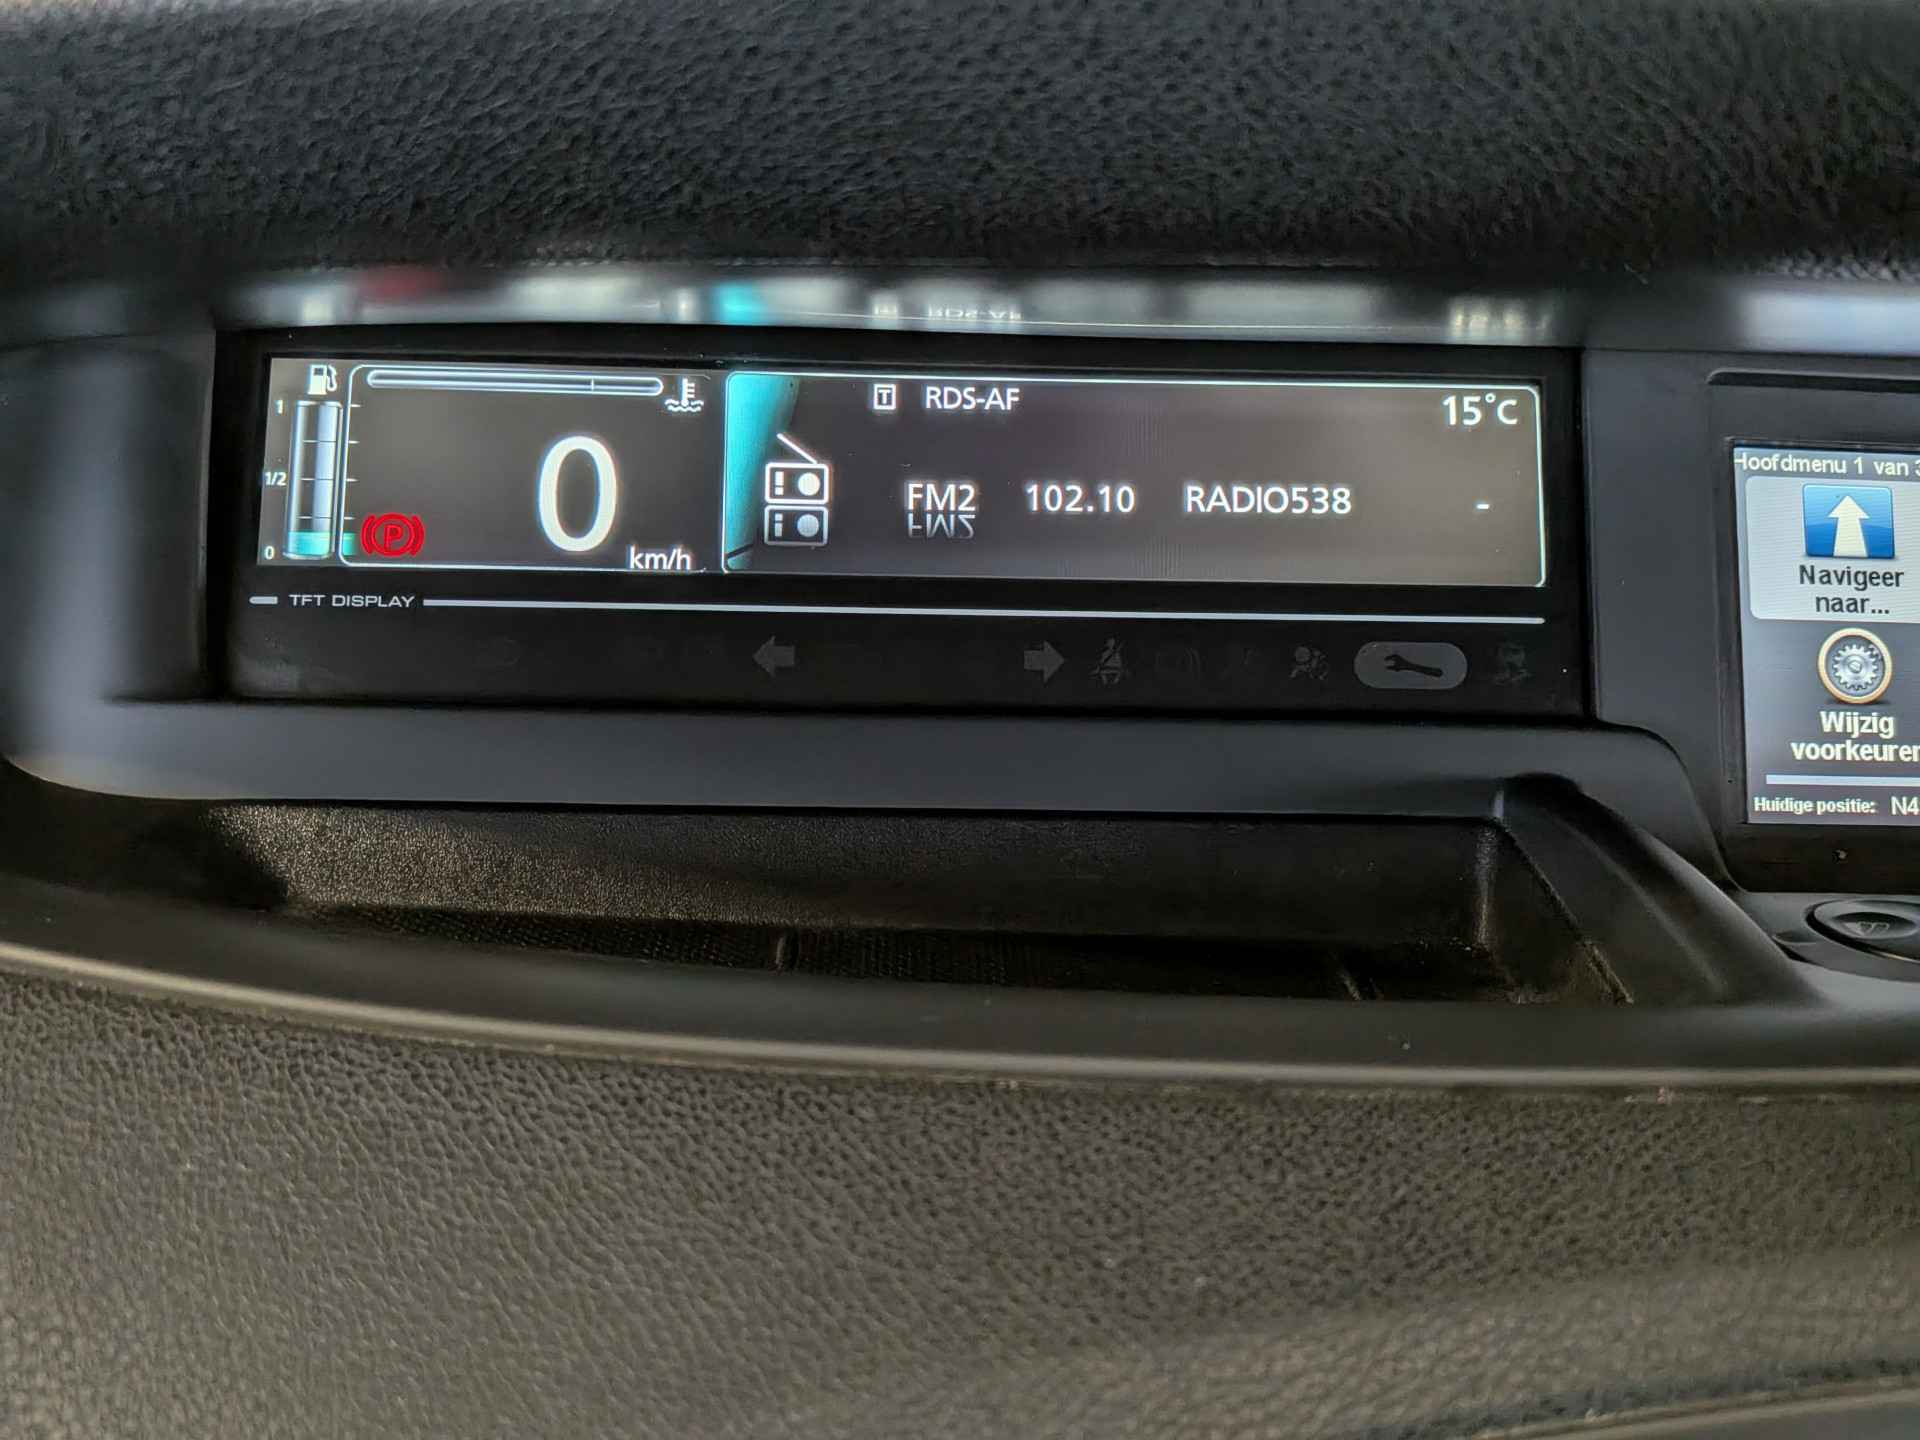 T RDS-AF
15°C
1
1/2
0
P
0
km/h
FM2 102.10 RADIO538 -
TFT DISPLAY
Hoofdmenu 1 van
Navigeer
naar...
Wijzig
voorkeuren
Huidige positie: N4